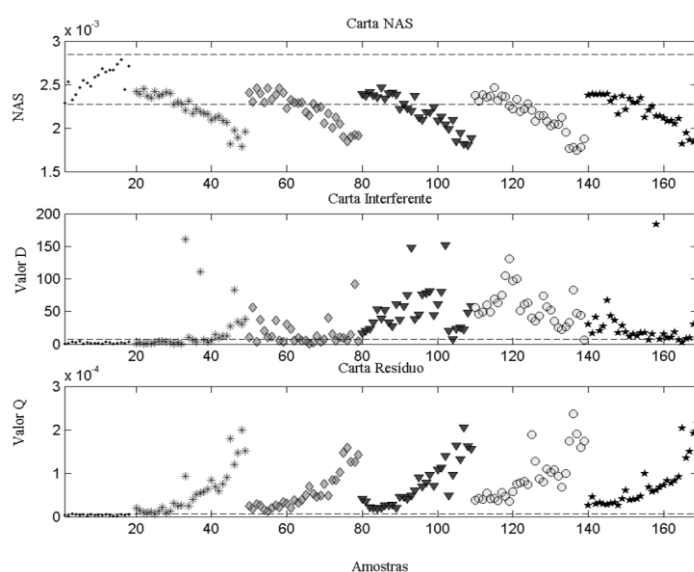 Carta NAS
x 10⁻³
3
2.5
2
1.5
NAS
20 40 60 80 100 120 140 160
Carta Interferente
200
150
100
50
0
Valor D
20 40 60 80 100 120 140 160
Carta Resíduo
x 10⁻⁴
3
2
1
0
Valor Q
20 40 60 80 100 120 140 160
Amostras